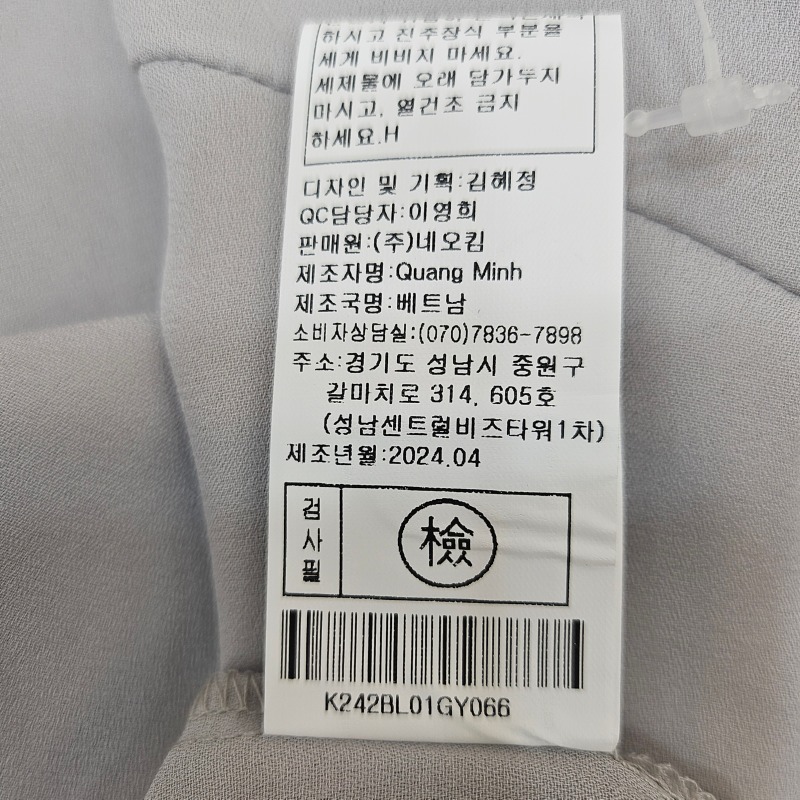 하시고 진주장식 부분을
세게 비비지 마세요.
세제물에 오래 담가두지
마시고, 열건조 금지
하세요.H
디자인 및 기획:김혜정
QC담당자:이영희
판매원:(주)네오킴
제조자명:Quang Minh
제조국명:베트남
소비자상담실:(070)7836-7898
주소:경기도 성남시 중원구
갈마치로 314, 605호
(성남센트럴비즈타워1차)
제조년월:2024.04
검사필
檢
K242BL01GY066